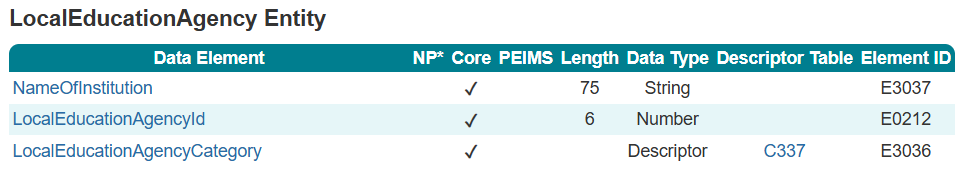 LocalEducationAgency Entity
Data Element NP* Core PEIMS Length Data Type Descriptor Table Element ID
NameOfInstitution ✓ 75 String E3037
LocalEducationAgencyId ✓ 6 Number E0212
LocalEducationAgencyCategory ✓ Descriptor C337 E3036